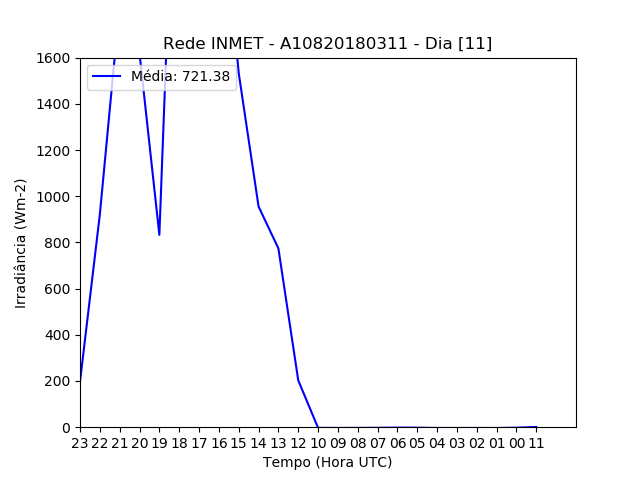 Rede INMET - A10820180311 - Dia [11]
Média: 721.38
Irradiância (Wm-2)
1600
1400
1200
1000
800
600
400
200
0
23 22 21 20 19 18 17 16 15 14 13 12 10 09 08 07 06 05 04 03 02 01 00 11
Tempo (Hora UTC)